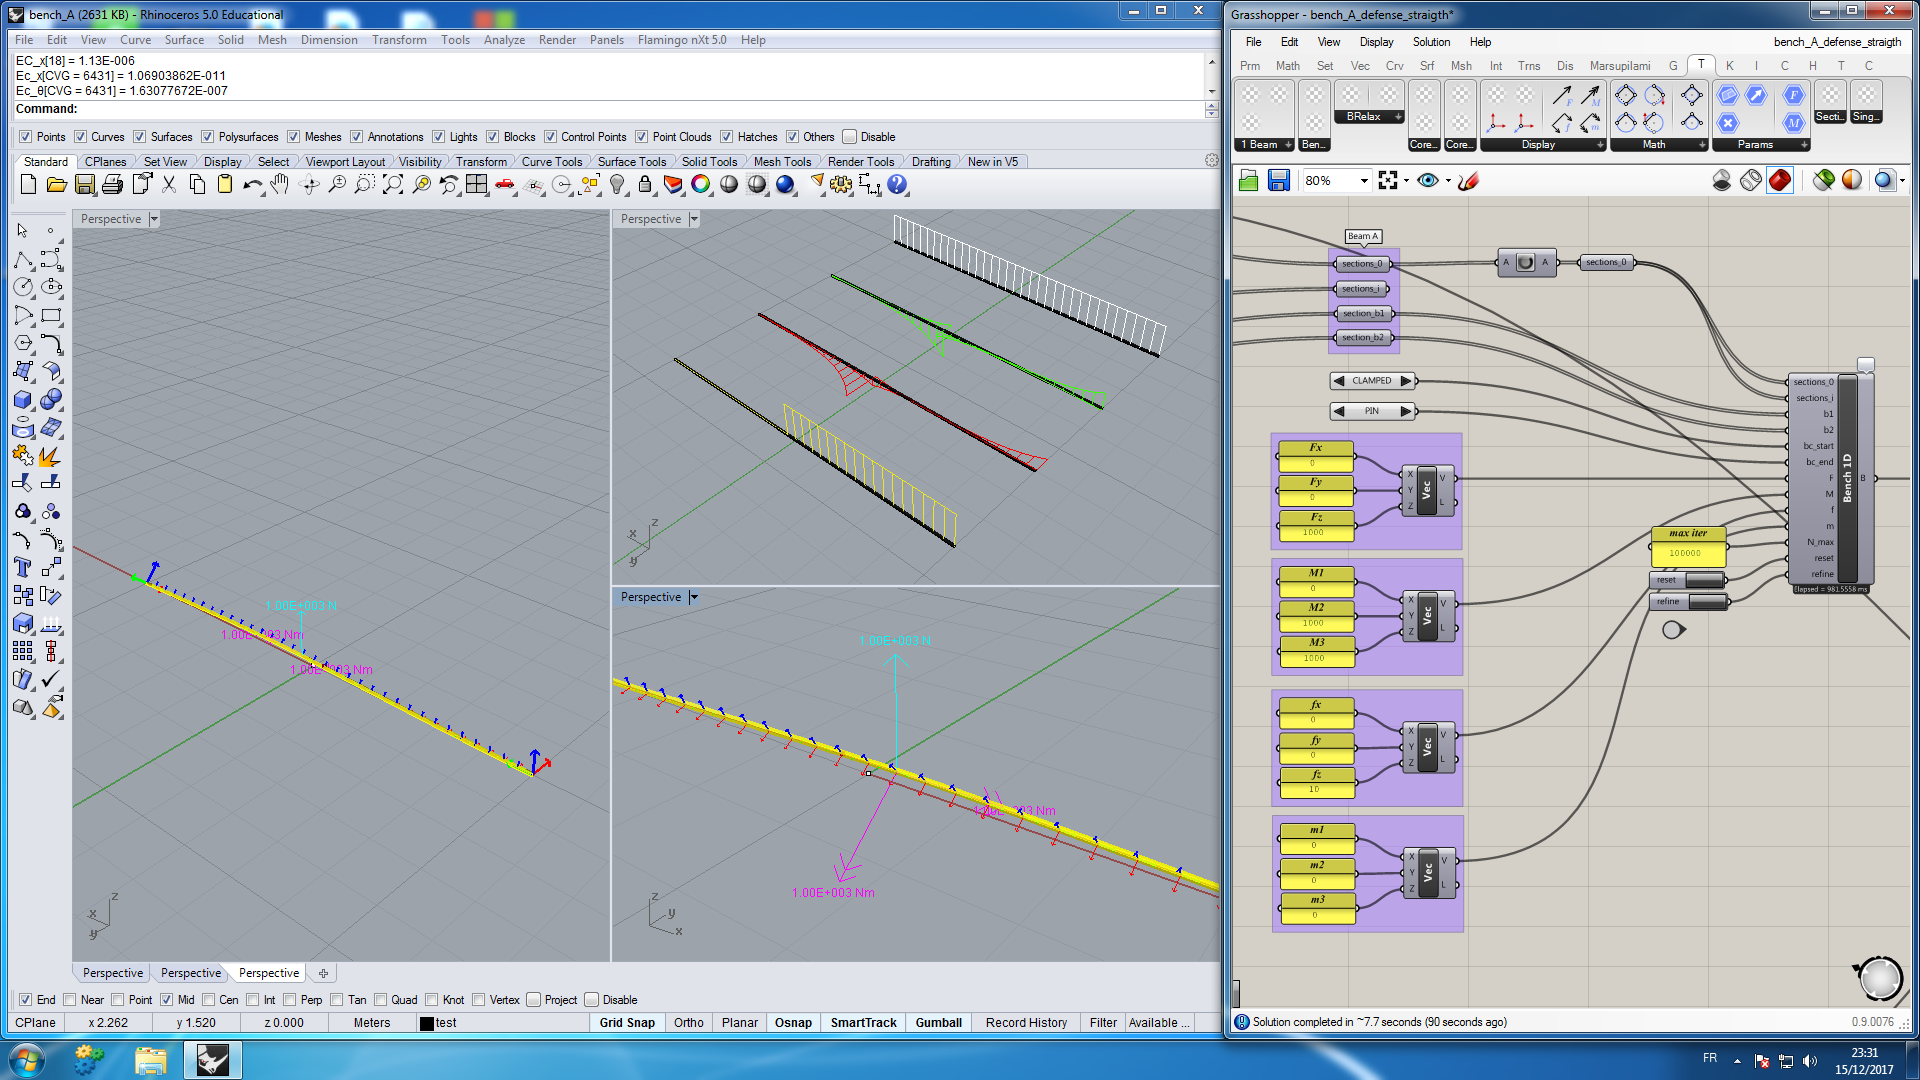 bench_A (2631 KB) - Rhinoceros 5.0 Educational
File Edit View Curve Surface Solid Mesh Dimension Transform Tools Analyze Render Panels Flamingo nXt 5.0 Help
EC_x[18] = 1.13E-006
Ec_x[CVG = 6431] = 1.06903862E-011
Ec_θ[CVG = 6431] = 1.63077672E-007
Command:
Points Curves Surfaces Polysurfaces Meshes Annotations Lights Blocks Control Points Point Clouds Hatches Others Disable
Standard CPlanes Set View Display Select Viewport Layout Visibility Transform Curve Tools Surface Tools Solid Tools Mesh Tools Render Tools Drafting New in V5
Perspective
z
x
y
1.00E+003 N
1.00E+003 Nm
1.00E+003 Nm
Perspective
z
x
y
Perspective
1.00E+003 N
1.00E+003 Nm
1.00E+003 Nm
z
y
x
Perspective Perspective Perspective
End Near Point Mid Cen Int Perp Tan Quad Knot Vertex Project Disable
CPlane x 2.262 y 1.520 z 0.000 Meters test Grid Snap Ortho Planar Osnap SmartTrack Gumball Record History Filter Available ...
Grasshopper - bench_A_defense_straigth*
File Edit View Display Solution Help bench_A_defense_straigth
Prm Math Set Vec Crv Srf Msh Int Trns Dis Marsupilami G T K I C H T C
BRelax
1 Beam Ben... Core... Core... Display Math Params Secti... Sing...
80%
Beam A
sections_0
sections_i
section_b1
section_b2
A A
sections_0
CLAMPED
PIN
Fx
0
Fy
0
Fz
1000
X Y Z Vec V L
M1
0
M2
1000
M3
1000
X Y Z Vec V L
fx
0
fy
0
fz
10
X Y Z Vec V L
m1
0
m2
0
m3
0
X Y Z Vec V L
max iter
100000
reset
refine
sections_0
sections_i
b1
b2
bc_start
bc_end
F
M
f
m
N_max
reset
refine
Bench 1D
B
Elapsed = 981.5558 ms
Solution completed in ~7.7 seconds (90 seconds ago) 0.9.0076
FR
23:31
15/12/2017